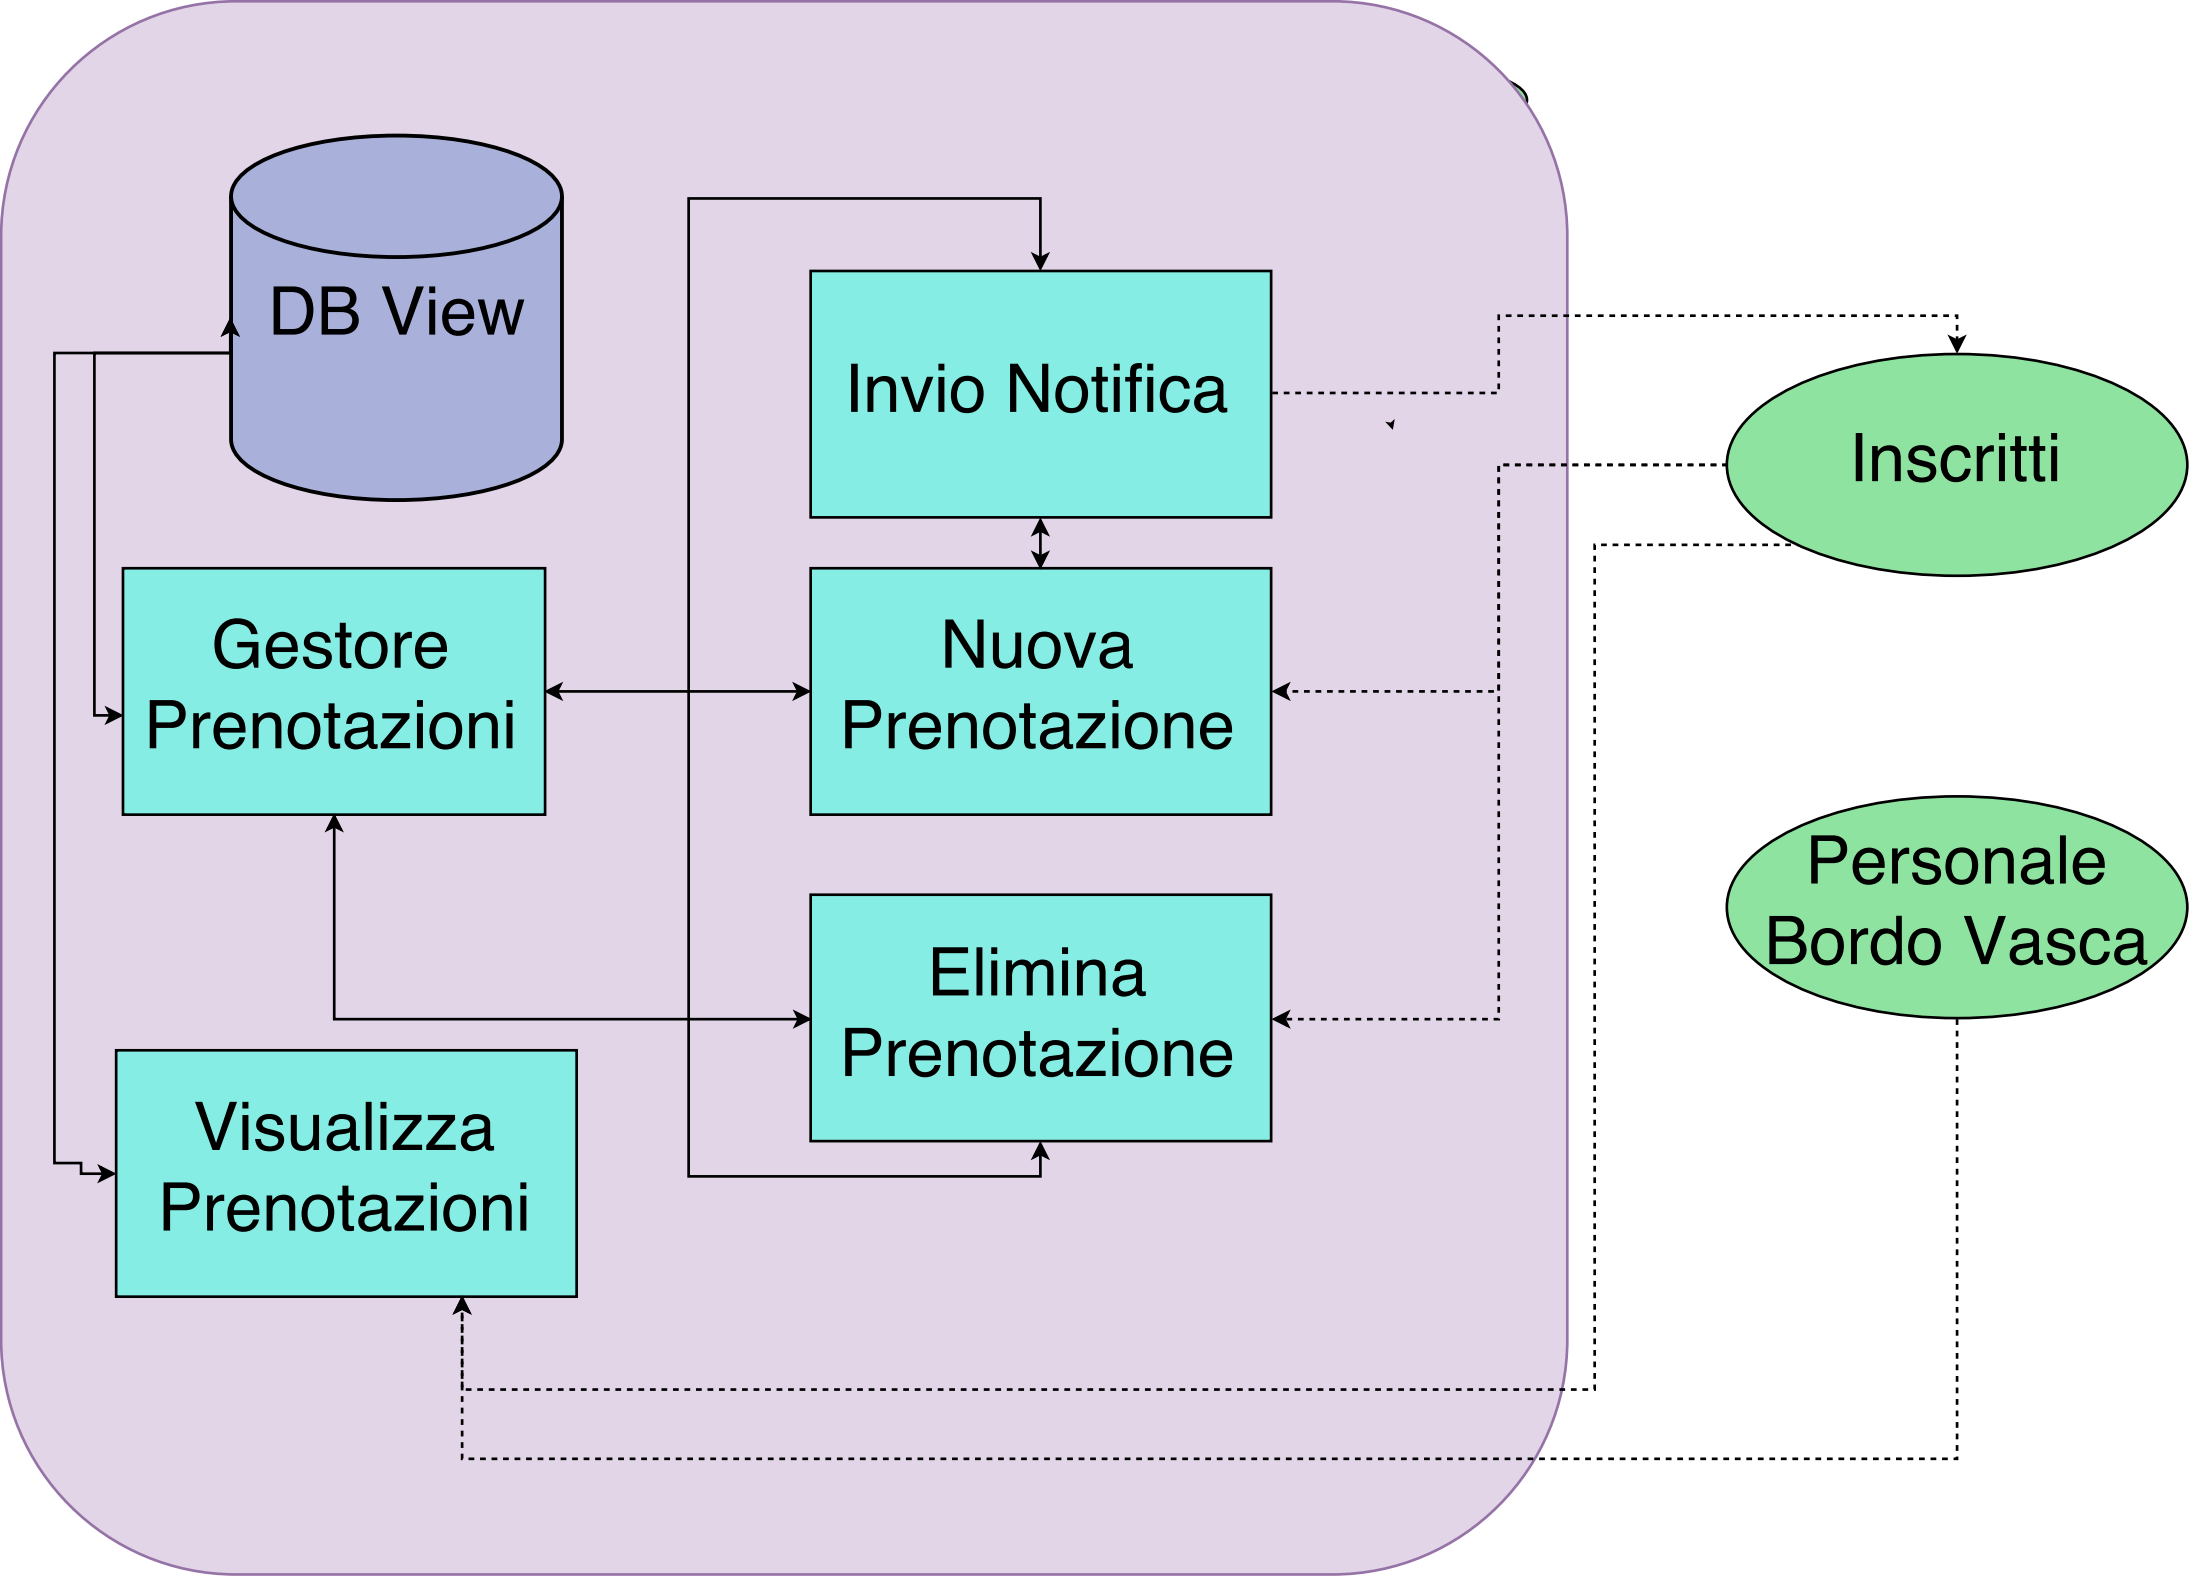 DB View
Invio Notifica
Inscritti
Gestore
Prenotazioni
Nuova
Prenotazione
Personale
Bordo Vasca
Elimina
Prenotazione
Visualizza
Prenotazioni